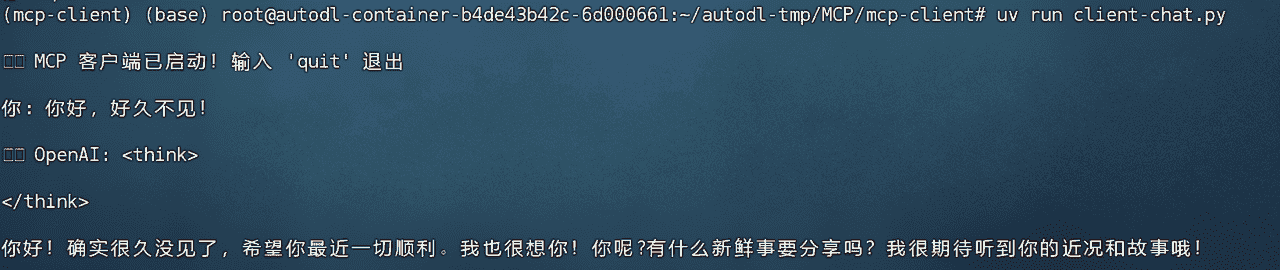 (mcp-client) (base) root@autodl-container-b4de43b42c-6d000661:~/autodl-tmp/MCP/mcp-client# uv run client-chat.py
MCP 客户端已启动! 输入 'quit' 退出
你: 你好, 好久不见!
OpenAI: <think>
</think>
你好! 确实很久没见了, 希望你最近一切顺利。我也很想你! 你呢?有什么新鲜事要分享吗? 我很期待听到你的近况和故事哦!